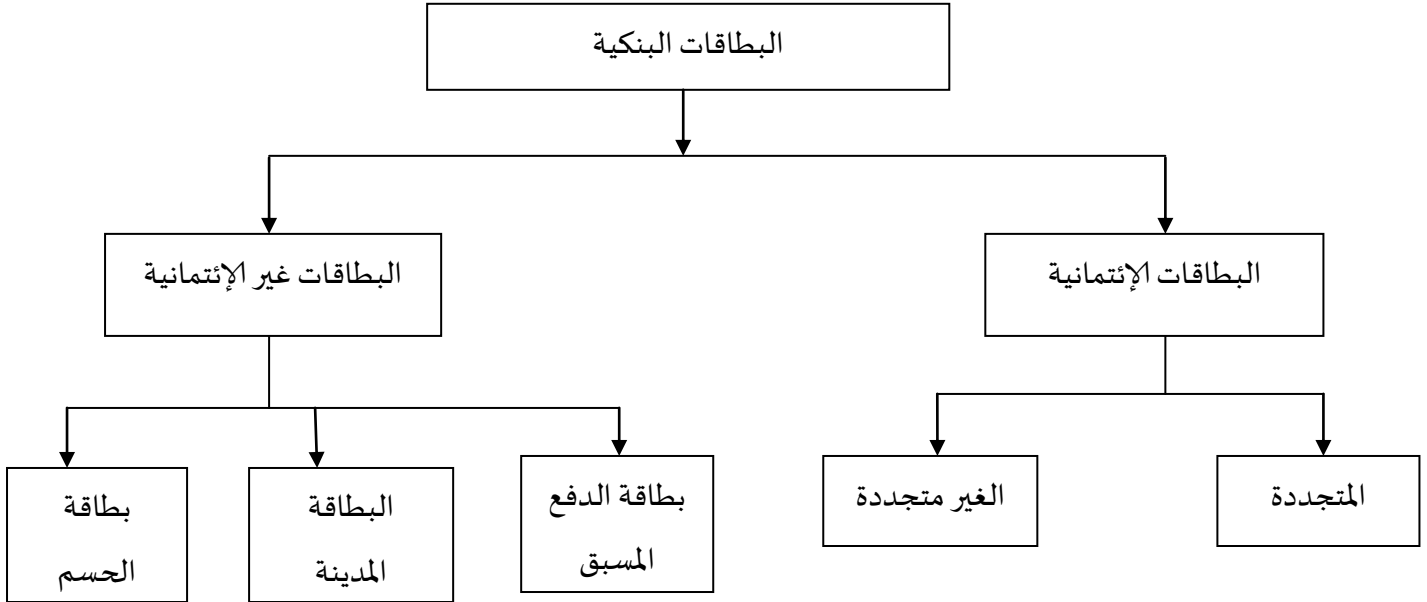 البطاقات البنكية
البطاقات الإئتمانية
البطاقات غير الإئتمانية
المتجددة
الغير متجددة
بطاقة الدفع
المسبق
البطاقة
المدينة
بطاقة
الحسم